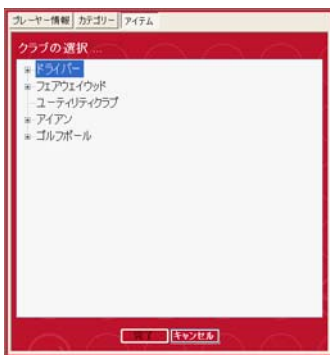 プレーヤー情報 カテゴリー アイテム
クラブの選択 ...
ドライバー
フェアウェイウッド
ユーティリティクラブ
アイアン
ゴルフボール
完了 キャンセル